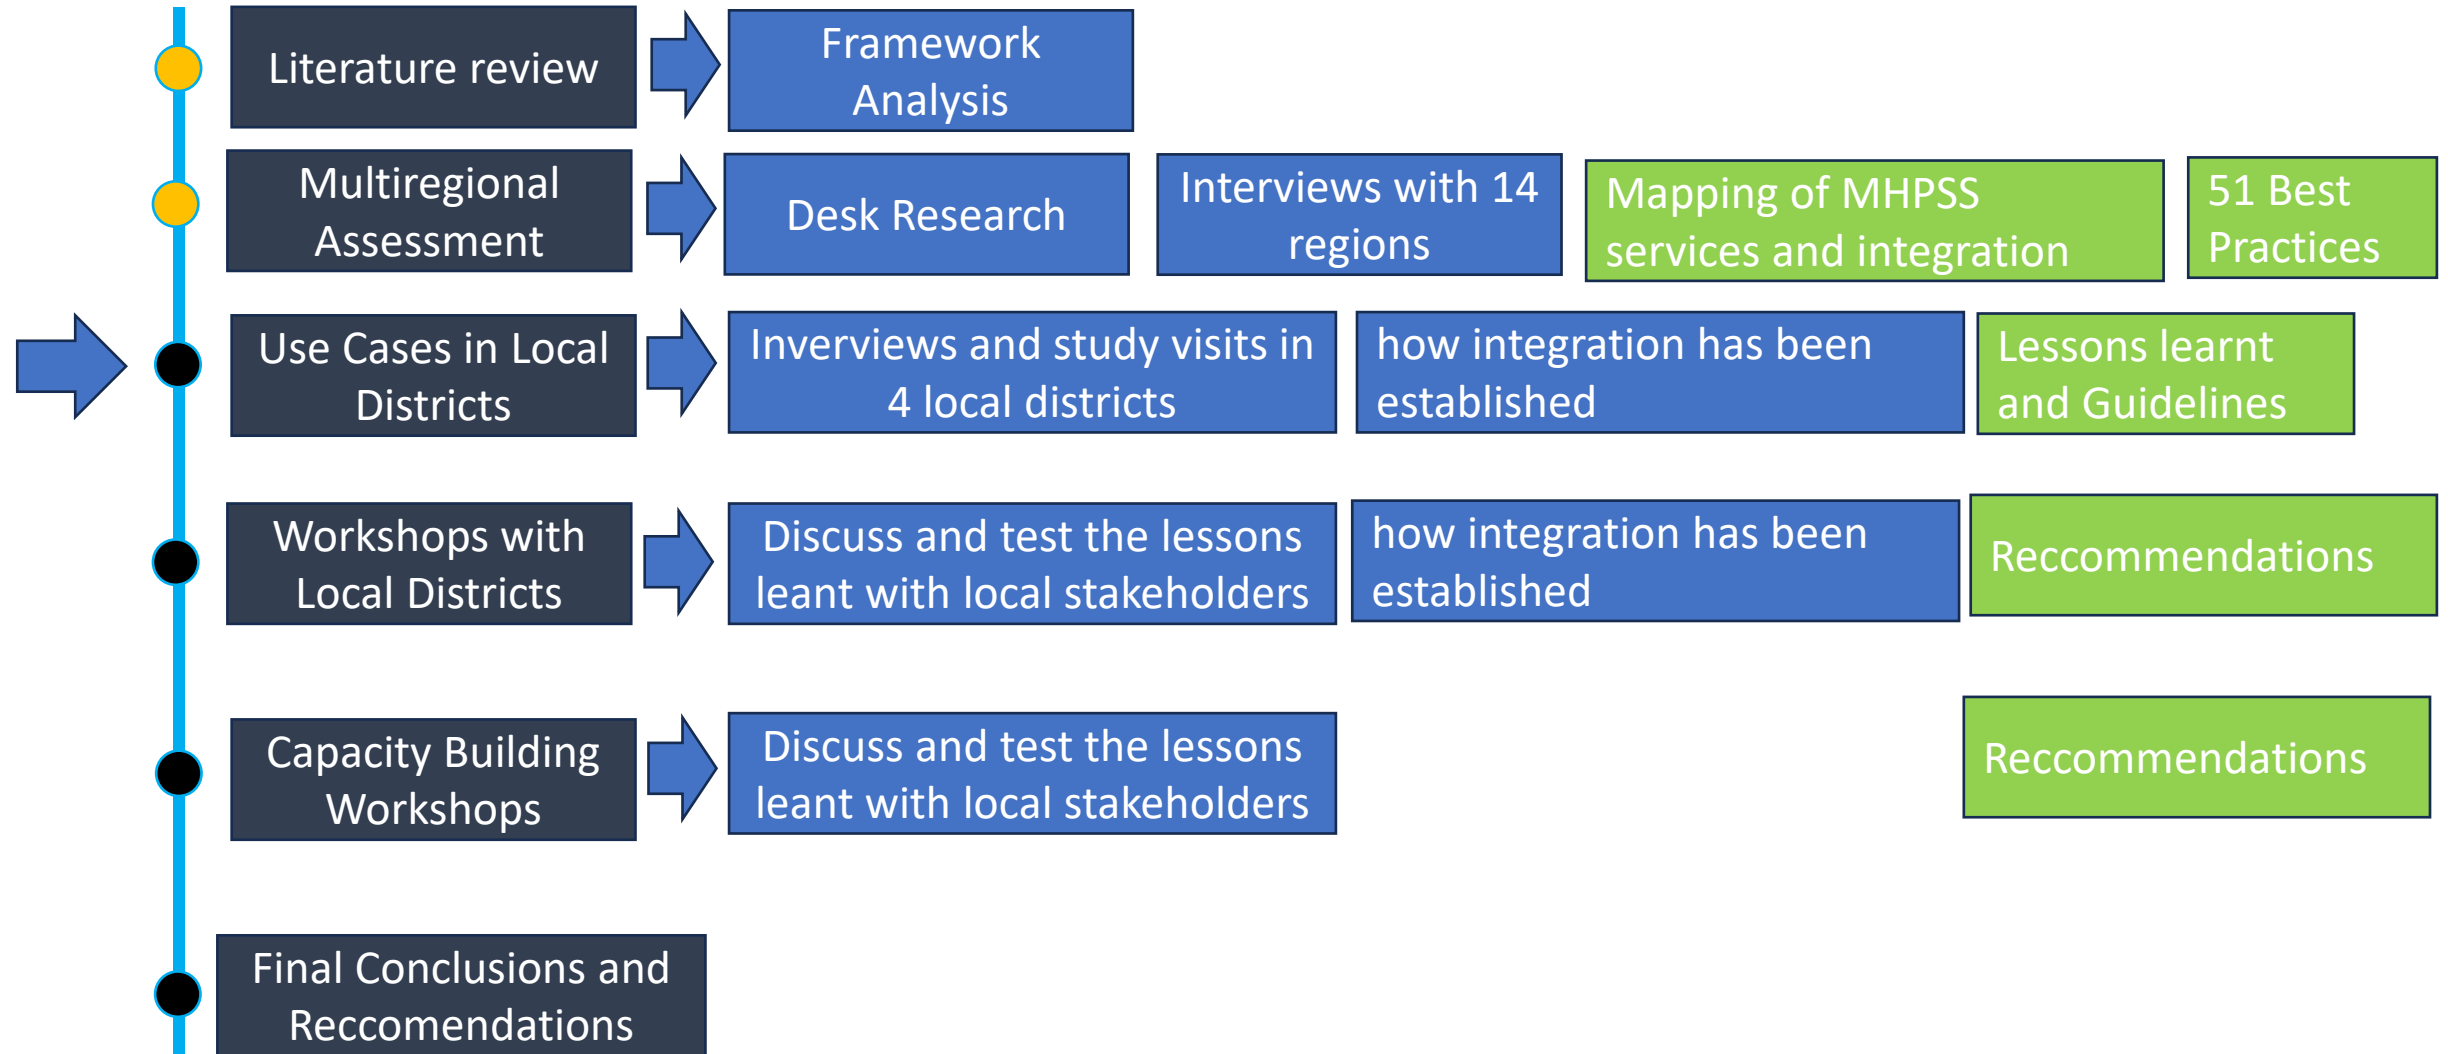 Literature review
Framework
Analysis
Multiregional
Assessment
Desk Research
Interviews with 14
regions
Mapping of MHPSS
services and integration
51 Best
Practices
Use Cases in Local
Districts
Inverviews and study visits in
4 local districts
how integration has been
established
Lessons learnt
and Guidelines
Workshops with
Local Districts
Discuss and test the lessons
leant with local stakeholders
how integration has been
established
Reccommendations
Capacity Building
Workshops
Discuss and test the lessons
leant with local stakeholders
Reccommendations
Final Conclusions and
Reccomendations